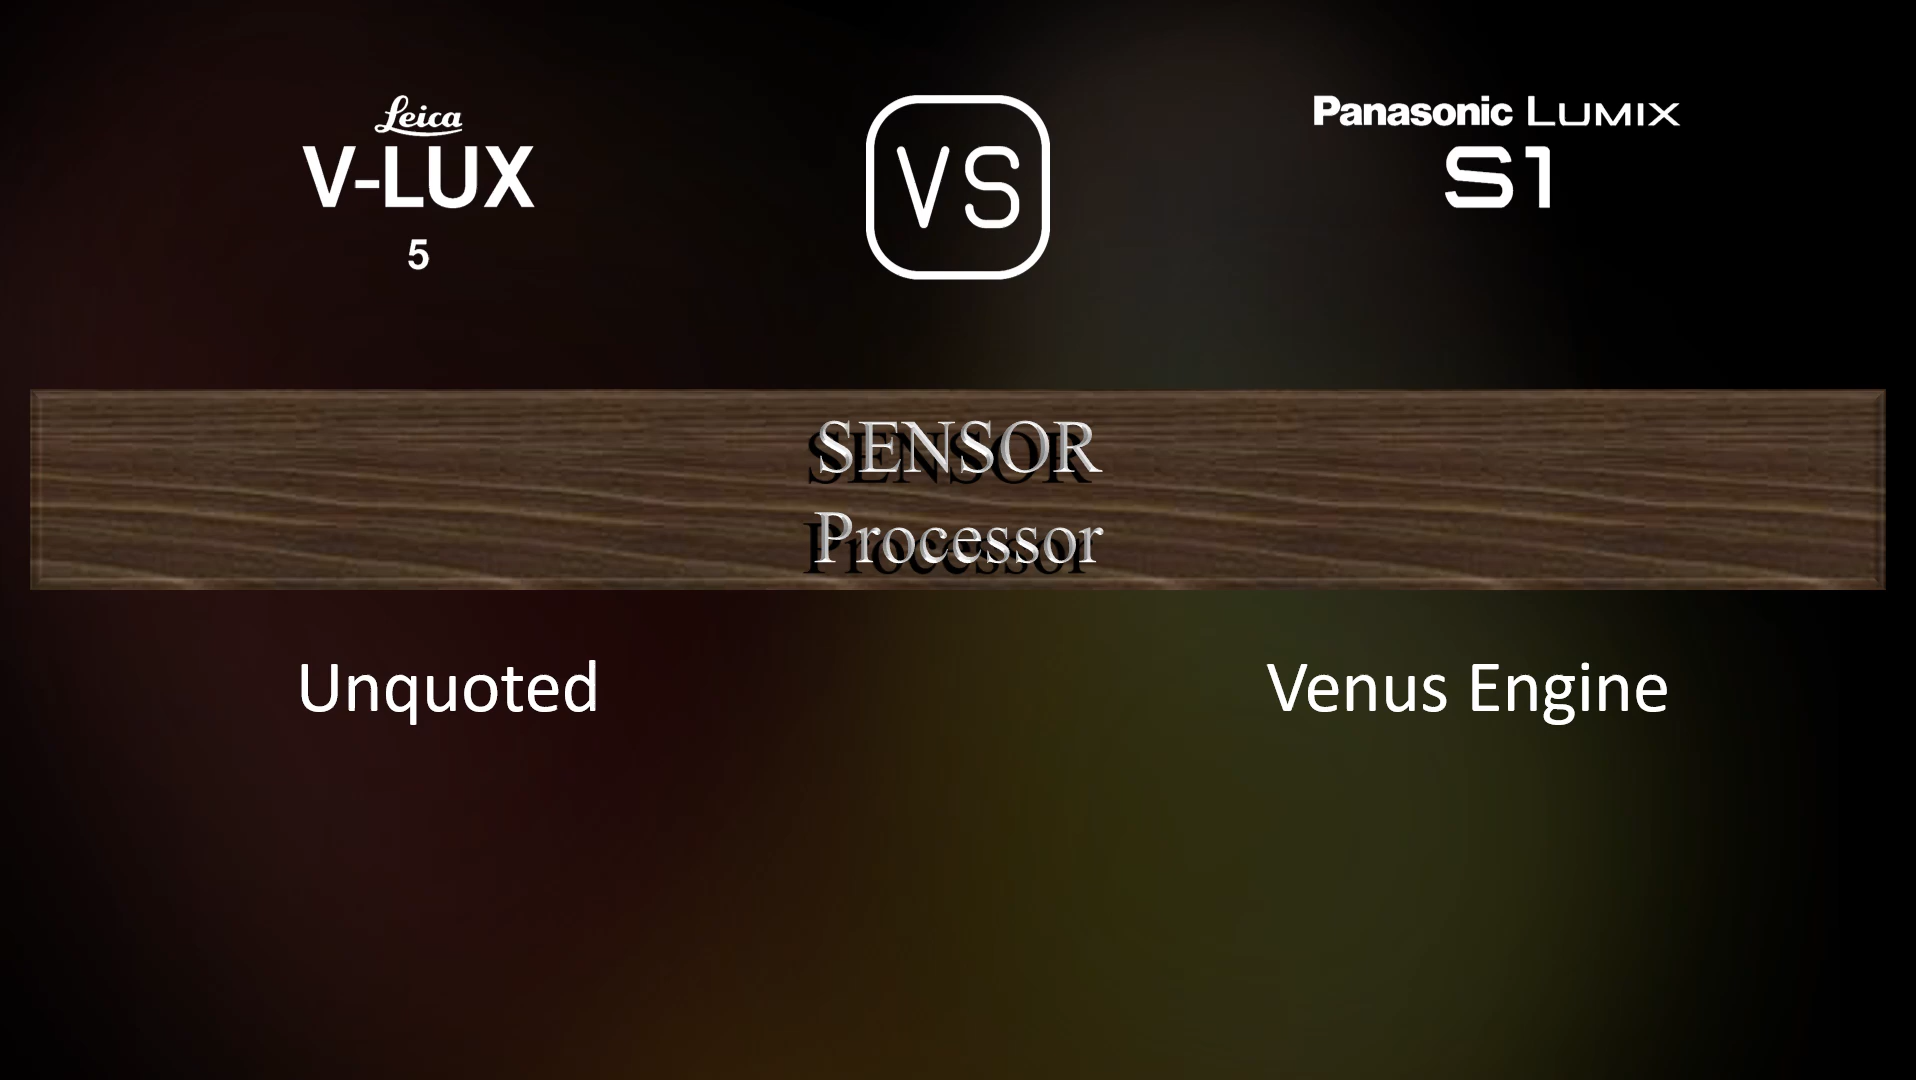 Leica
V-LUX
5
VS
Panasonic LUMIX
S1
SENSOR
Processor
Unquoted
Venus Engine